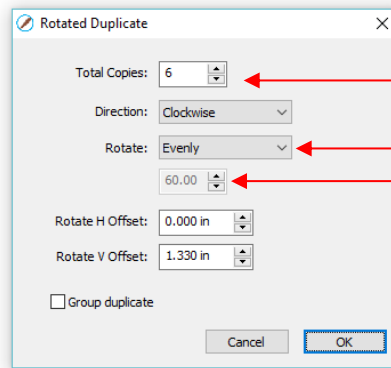 Rotated Duplicate
Total Copies: 6
Direction: Clockwise
Rotate: Evenly
60.00
Rotate H Offset: 0.000 in
Rotate V Offset: 1.330 in
Group duplicate
Cancel OK